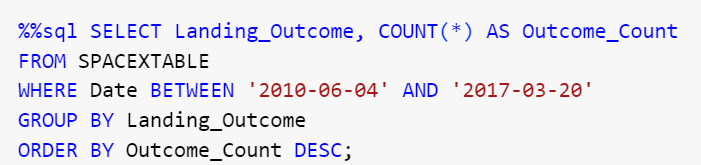 %%sql SELECT Landing_Outcome, COUNT(*) AS Outcome_Count
FROM SPACEXTABLE
WHERE Date BETWEEN '2010-06-04' AND '2017-03-20'
GROUP BY Landing_Outcome
ORDER BY Outcome_Count DESC;